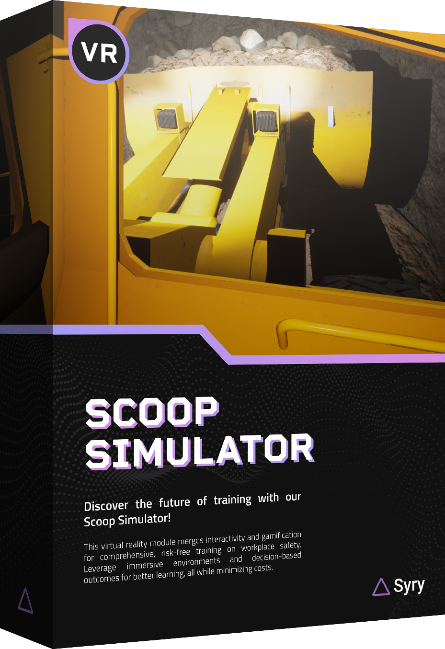 VR
SCOOP
SIMULATOR
Discover the future of training with our
Scoop Simulator!
This virtual reality module merges interactivity and gamification
for comprehensive, risk-free training on workplace safety.
Leverage immersive environments and decision-based
outcomes for better learning, all while minimizing costs.
Syry